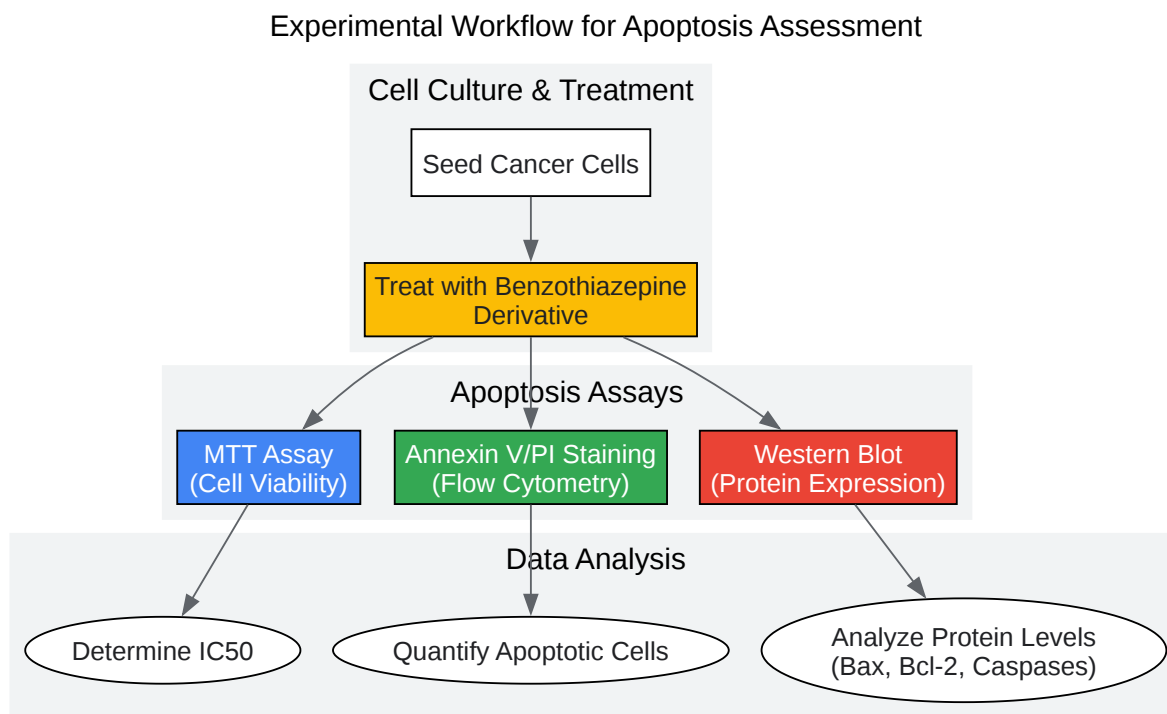 Experimental Workflow for Apoptosis Assessment
Cell Culture & Treatment
Seed Cancer Cells
Treat with Benzothiazepine
Derivative
Apoptosis Assays
MTT Assay
(Cell Viability)
Annexin V/PI Staining
(Flow Cytometry)
Western Blot
(Protein Expression)
Data Analysis
Determine IC50
Quantify Apoptotic Cells
Analyze Protein Levels
(Bax, Bcl-2, Caspases)